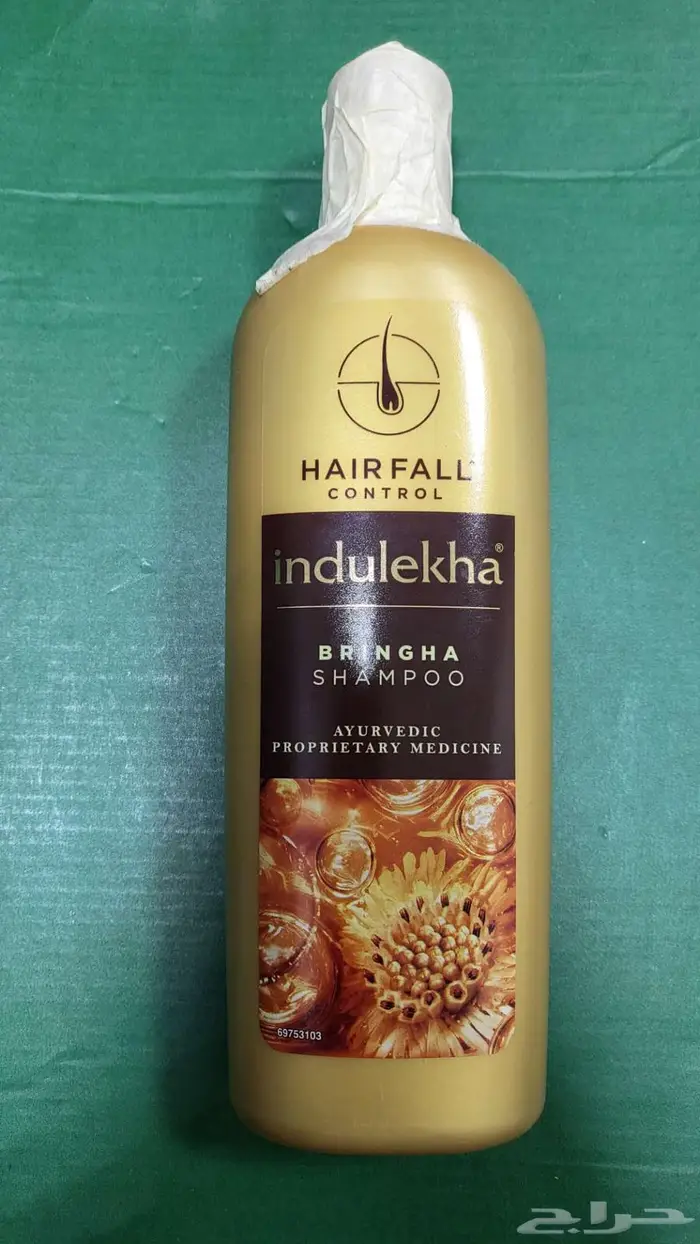 HAIRFALL
CONTROL
indulekha®
BRINGHA
SHAMPOO
AYURVEDIC
PROPRIETARY MEDICINE
69753103
حراج